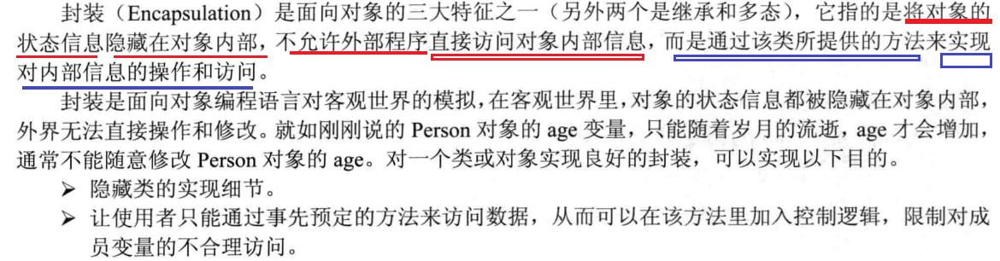 封装（Encapsulation）是面向对象的三大特征之一（另外两个是继承和多态），它指的是将对象的
状态信息隐藏在对象内部，不允许外部程序直接访问对象内部信息，而是通过该类所提供的方法来实现
对内部信息的操作和访问。
封装是面向对象编程语言对客观世界的模拟，在客观世界里，对象的状态信息都被隐藏在对象内部，
外界无法直接操作和修改。就如刚刚说的 Person 对象的 age 变量，只能随着岁月的流逝，age 才会增加，
通常不能随意修改 Person 对象的 age。对一个类或对象实现良好的封装，可以实现以下目的。
➢ 隐藏类的实现细节。
➢ 让使用者只能通过事先预定的方法来访问数据，从而可以在该方法里加入控制逻辑，限制对成
员变量的不合理访问。